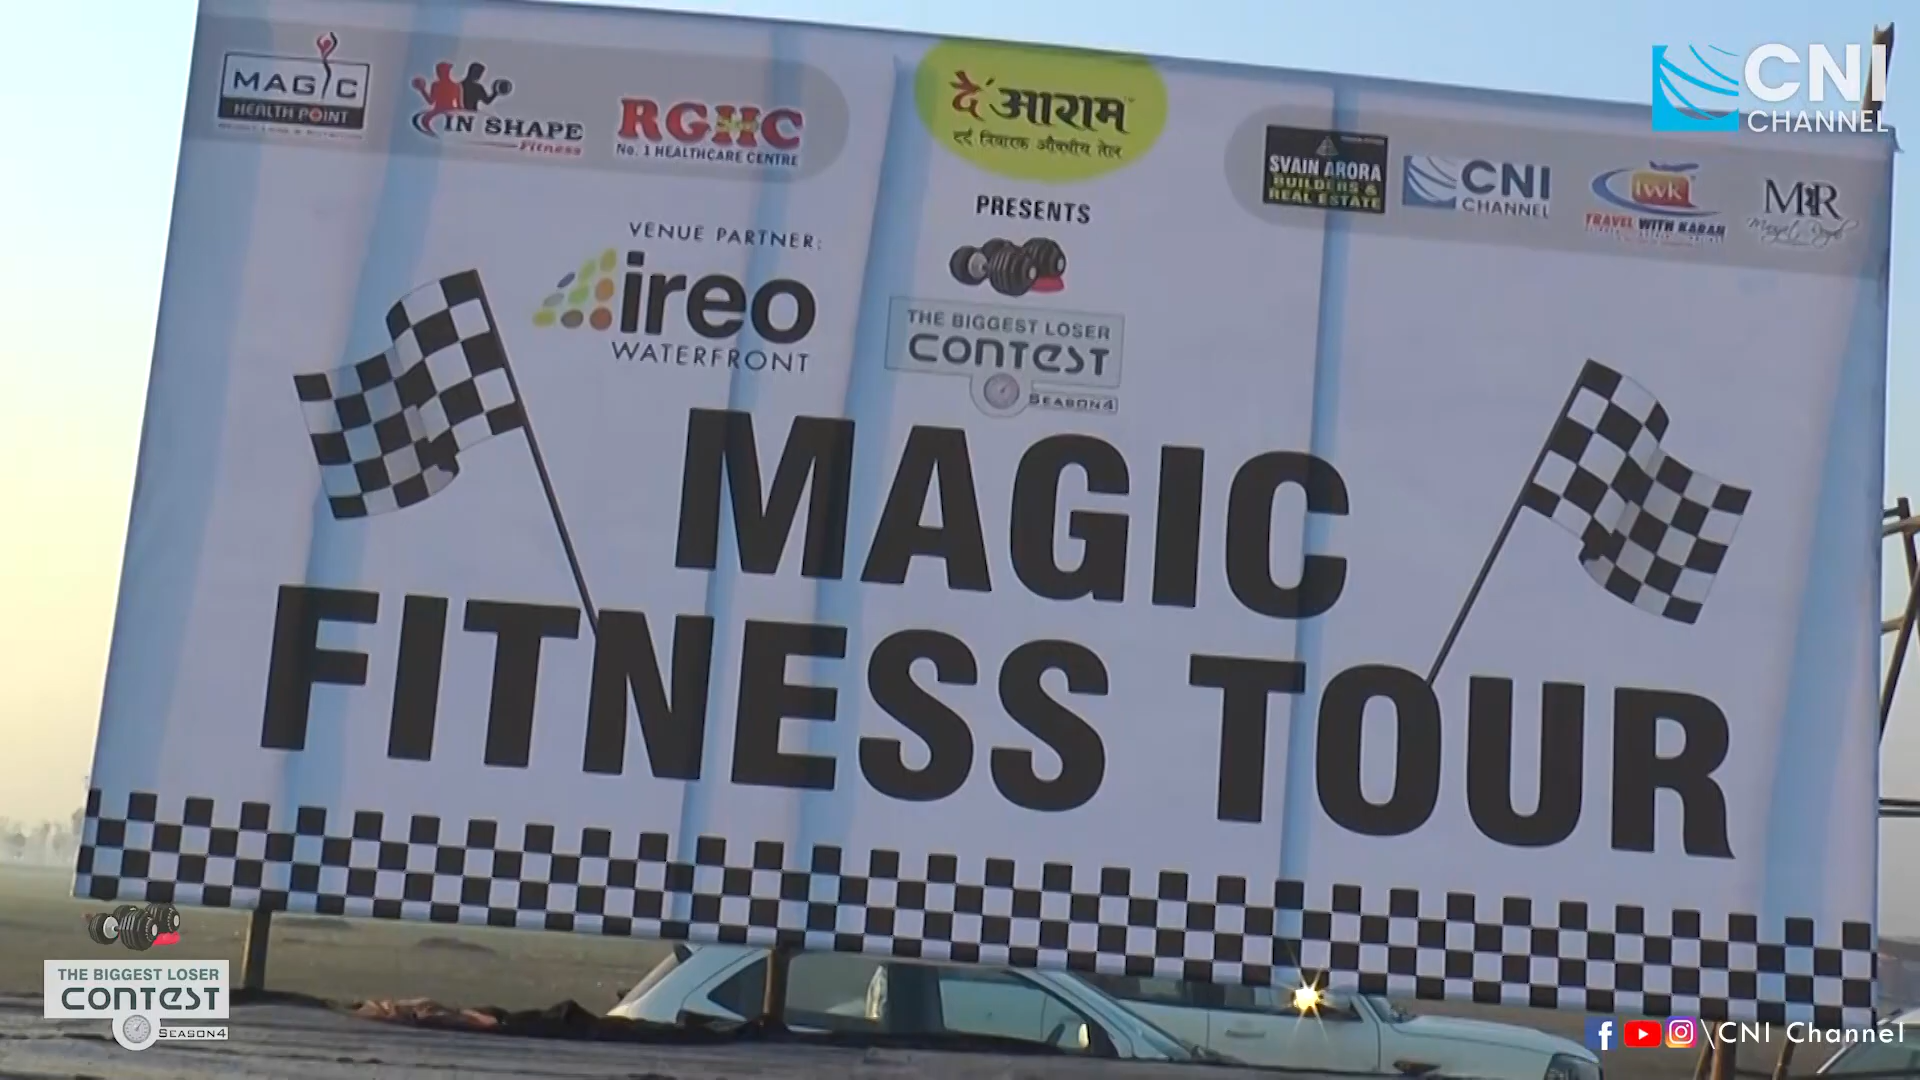 MAGIC
HEALTH POINT
IN SHAPE
Fitness
RGHC
No. 1 HEALTHCARE CENTRE
दे आराम
दर्द निवारक औषधीय तेल
PRESENTS
SVAIN ARORA
BUILDERS &
REAL ESTATE
CNI
CHANNEL
TWK
TRAVEL WITH KARAN
MR
CNI
CHANNEL
VENUE PARTNER:
ireo
WATERFRONT
THE BIGGEST LOSER
CONTEST
SEASON4
MAGIC
FITNESS TOUR
THE BIGGEST LOSER
CONTEST
SEASON4
\CNI Channel